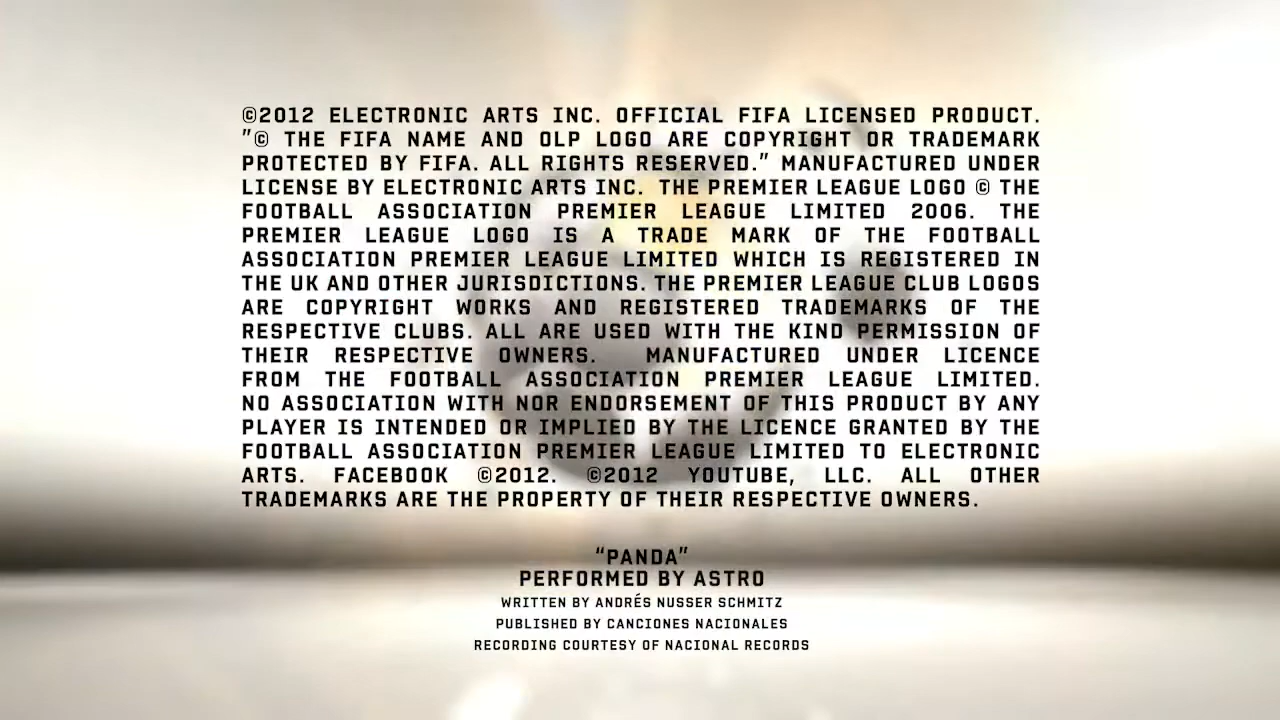 ©2012 ELECTRONIC ARTS INC. OFFICIAL FIFA LICENSED PRODUCT.
"© THE FIFA NAME AND OLP LOGO ARE COPYRIGHT OR TRADEMARK
PROTECTED BY FIFA. ALL RIGHTS RESERVED." MANUFACTURED UNDER
LICENSE BY ELECTRONIC ARTS INC. THE PREMIER LEAGUE LOGO © THE
FOOTBALL ASSOCIATION PREMIER LEAGUE LIMITED 2006. THE
PREMIER LEAGUE LOGO IS A TRADE MARK OF THE FOOTBALL
ASSOCIATION PREMIER LEAGUE LIMITED WHICH IS REGISTERED IN
THE UK AND OTHER JURISDICTIONS. THE PREMIER LEAGUE CLUB LOGOS
ARE COPYRIGHT WORKS AND REGISTERED TRADEMARKS OF THE
RESPECTIVE CLUBS. ALL ARE USED WITH THE KIND PERMISSION OF
THEIR RESPECTIVE OWNERS. MANUFACTURED UNDER LICENCE
FROM THE FOOTBALL ASSOCIATION PREMIER LEAGUE LIMITED.
NO ASSOCIATION WITH NOR ENDORSEMENT OF THIS PRODUCT BY ANY
PLAYER IS INTENDED OR IMPLIED BY THE LICENCE GRANTED BY THE
FOOTBALL ASSOCIATION PREMIER LEAGUE LIMITED TO ELECTRONIC
ARTS. FACEBOOK ©2012. ©2012 YOUTUBE, LLC. ALL OTHER
TRADEMARKS ARE THE PROPERTY OF THEIR RESPECTIVE OWNERS.
"PANDA"
PERFORMED BY ASTRO
WRITTEN BY ANDRÉS NUSSER SCHMITZ
PUBLISHED BY CANCIONES NACIONALES
RECORDING COURTESY OF NACIONAL RECORDS